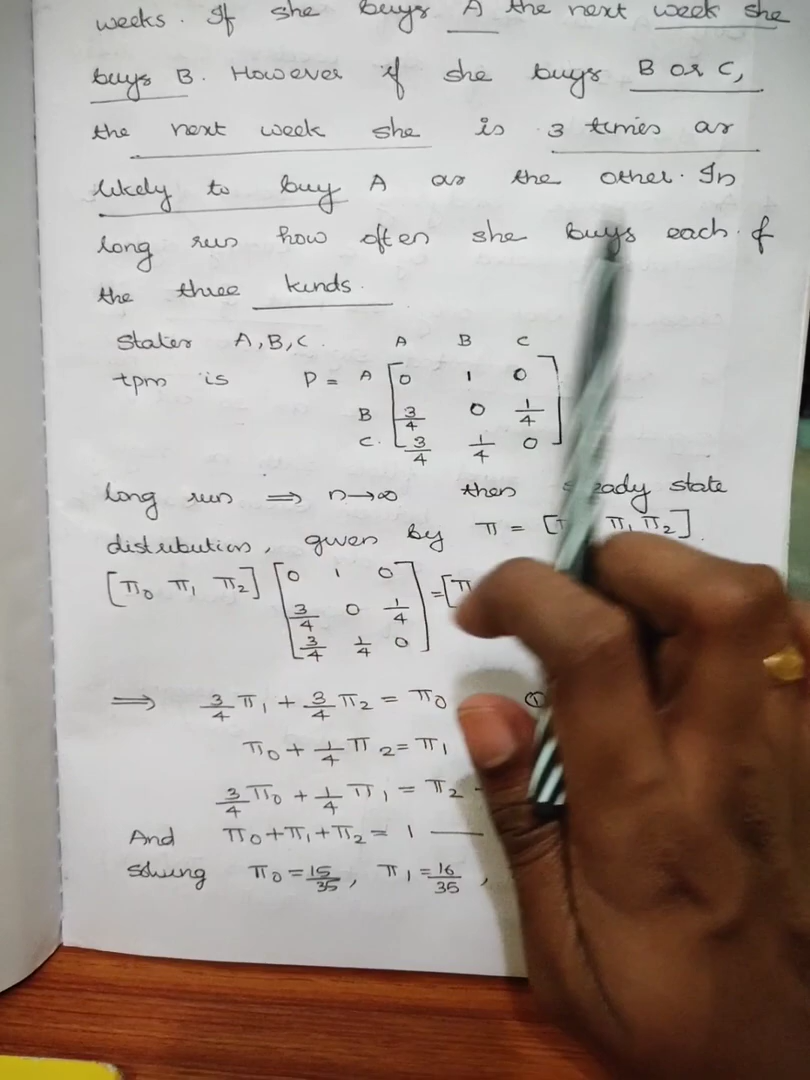 weeks. If she buys A the next week she
buys B. However if she buys B or C,
the next week she is 3 times as
likely to buy A as the other. In
long run how often she buys each of
the three kinds.
States A, B, C. A B C
tpm is P = A [0 1 0]
B [3/4 0 1/4]
C. [3/4 1/4 0]
long run ⟹ n→∞ then state
distribution, given by π = [ π₁ π₂].
[π₀ π₁ π₂] [0 1 0
3/4 0 1/4
3/4 1/4 0] = [
⟹ 3/4 π₁ + 3/4 π₂ = π₀ ①
π₀ + 1/4 π₂ = π₁
3/4 π₀ + 1/4 π₁ = π₂ -
And π₀ + π₁ + π₂ = 1 —
Solving π₀ = 15/35, π₁ = 16/35,